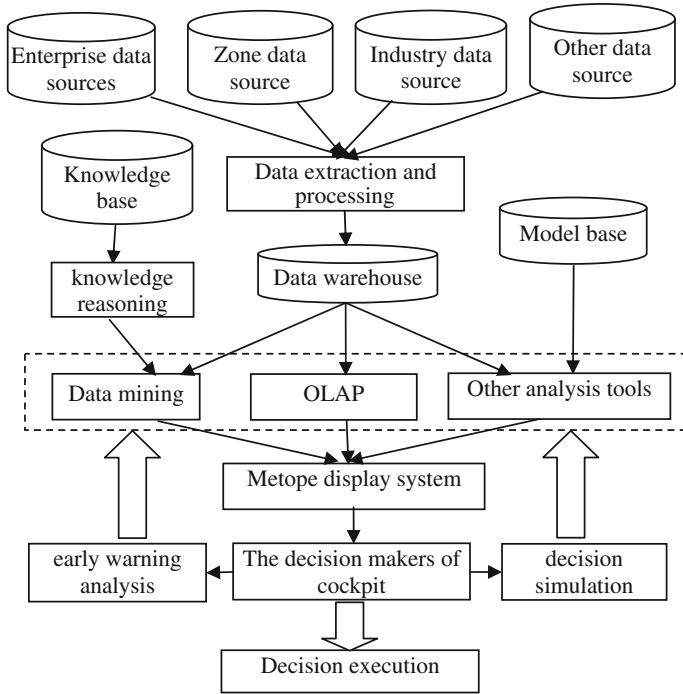 Enterprise data
sources
Zone data
source
Industry data
source
Other data
source
Knowledge
base
Data extraction and
processing
Model base
knowledge
reasoning
Data warehouse
Data mining
OLAP
Other analysis tools
Metope display system
early warning
analysis
The decision makers of
cockpit
decision
simulation
Decision execution